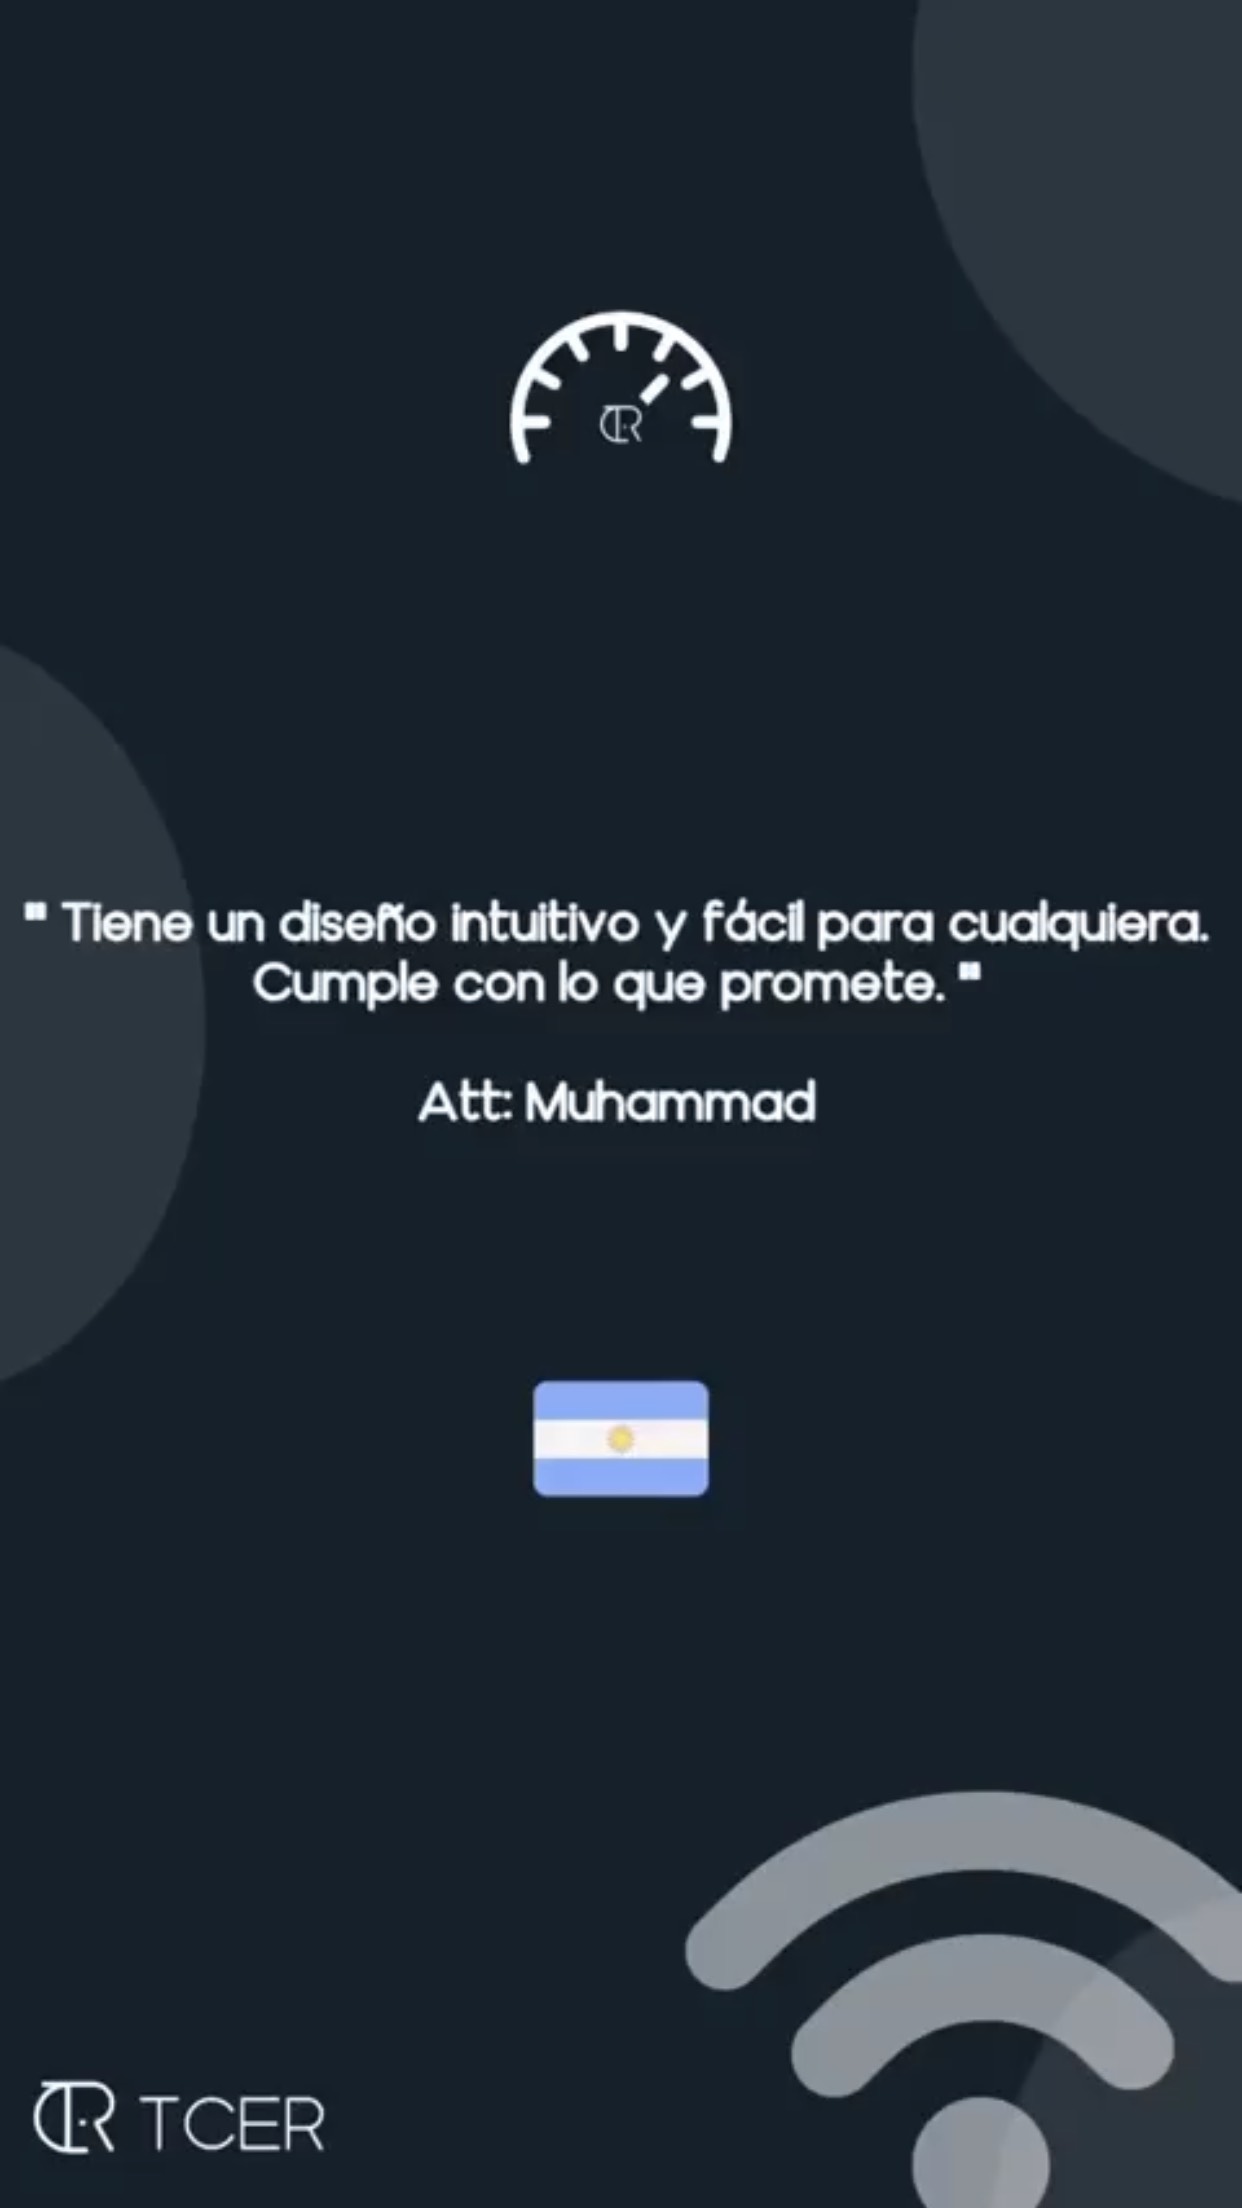 " Tiene un diseño intuitivo y fácil para cualquiera.
Cumple con lo que promete. "
Att: Muhammad
TCER